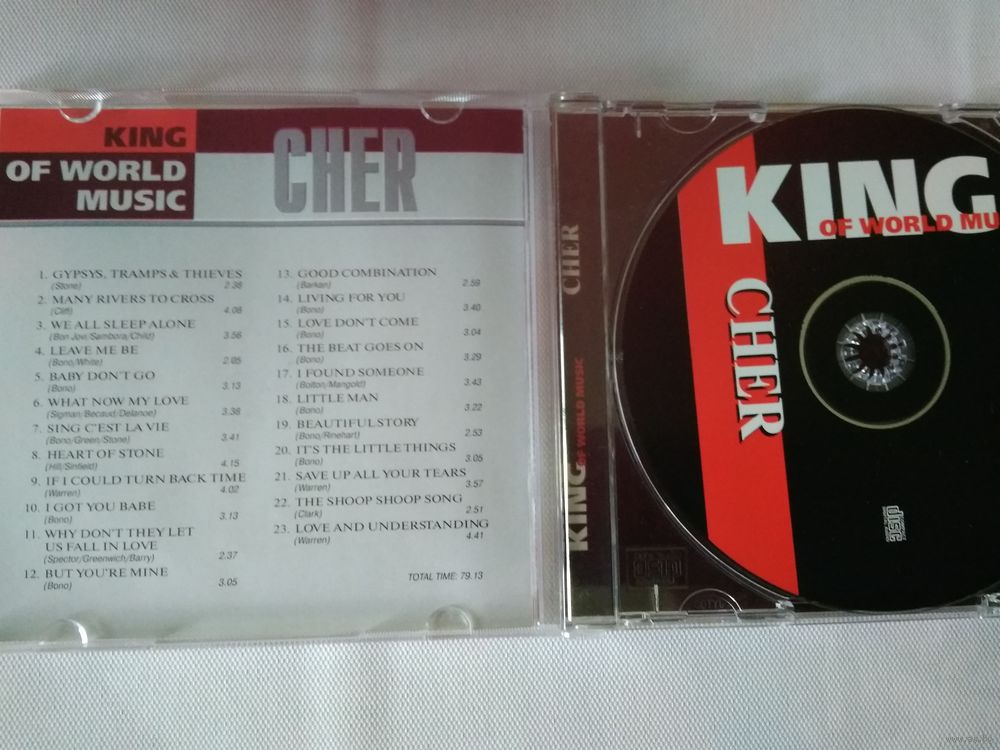 KING
OF WORLD
MUSIC
CHER
1. GYPSYS, TRAMPS & THIEVES
(Stone) 2.38
2. MANY RIVERS TO CROSS
(Cliff) 4.08
3. WE ALL SLEEP ALONE
(Bon Jovi/Sambora/Child) 3.56
4. LEAVE ME BE
(Bono/White) 2.05
5. BABY DON'T GO
(Bono) 3.13
6. WHAT NOW MY LOVE
(Sigman/Becaud/Delanoe) 3.38
7. SING C'EST LA VIE
(Bono/Green/Stone) 3.41
8. HEART OF STONE
(Hill/Sinfield) 4.15
9. IF I COULD TURN BACK TIME
(Warren) 4.02
10. I GOT YOU BABE
(Bono) 3.13
11. WHY DON'T THEY LET
US FALL IN LOVE
(Spector/Greenwich/Barry) 2.37
12. BUT YOU'RE MINE
(Bono) 3.05
13. GOOD COMBINATION
(Barkan) 2.59
14. LIVING FOR YOU
(Bono) 3.40
15. LOVE DON'T COME
(Bono) 3.04
16. THE BEAT GOES ON
(Bono) 3.29
17. I FOUND SOMEONE
(Bolton/Mangold) 3.43
18. LITTLE MAN
(Bono) 3.22
19. BEAUTIFUL STORY
(Bono/Rinehart) 2.53
20. IT'S THE LITTLE THINGS
(Bono) 3.05
21. SAVE UP ALL YOUR TEARS
(Warren) 3.57
22. THE SHOOP SHOOP SONG
(Clark) 2.51
23. LOVE AND UNDERSTANDING
(Warren) 4.41
TOTAL TIME: 79.13
CHER
KING OF WORLD MUSIC
KING
OF WORLD MU
CHER
COMPACT
disc
DIGITAL AUDIO